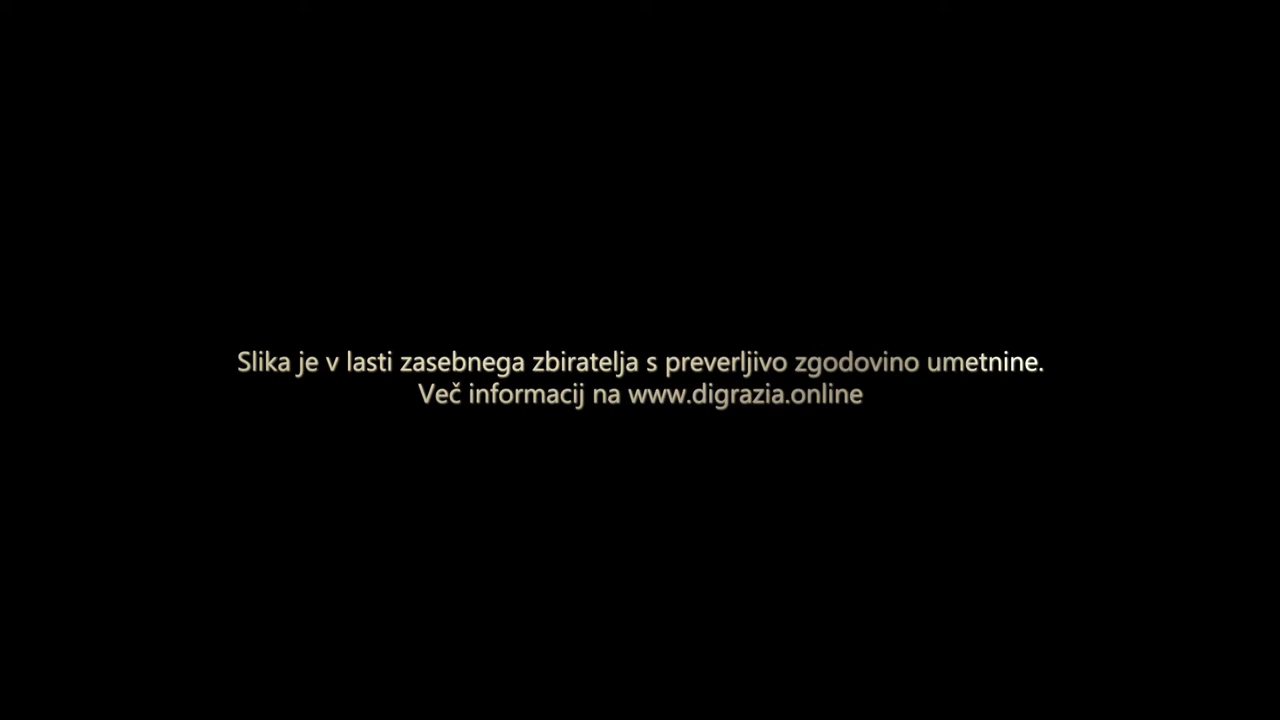 Slika je v lasti zasebnega zbiratelja s preverljivo zgodovino umetnine.
Več informacij na www.digrazia.online